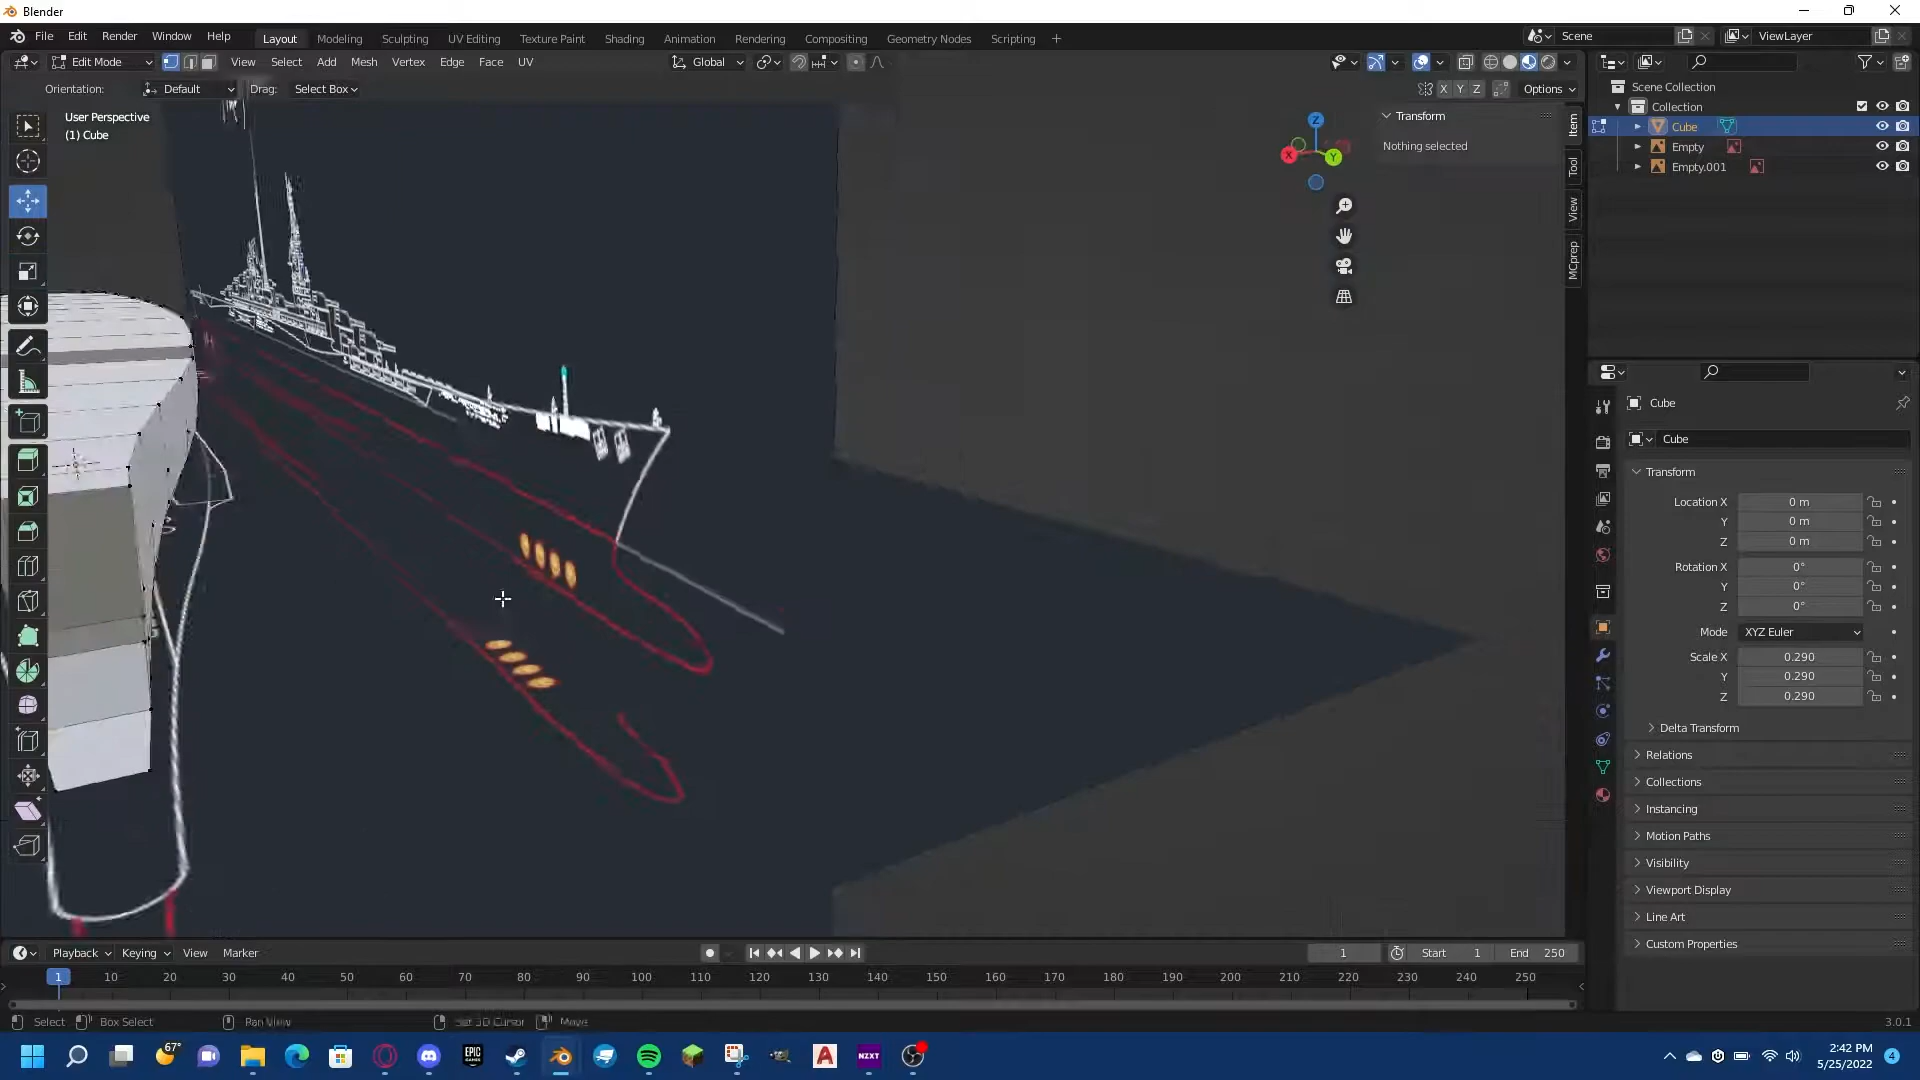 Blender
File Edit Render Window Help Layout Modeling Sculpting UV Editing Texture Paint Shading Animation Rendering Compositing Geometry Nodes Scripting + Scene ViewLayer
Edit Mode View Select Add Mesh Vertex Edge Face UV Global
Orientation: Default Drag: Select Box X Y Z Options
User Perspective
(1) Cube
Z
X
Y
Transform
Nothing selected
Item
Tool
View
MCprep
Scene Collection
Collection
Cube
Empty
Empty.001
Cube
Cube
Transform
Location X 0 m
Y 0 m
Z 0 m
Rotation X 0°
Y 0°
Z 0°
Mode XYZ Euler
Scale X 0.290
Y 0.290
Z 0.290
Delta Transform
Relations
Collections
Instancing
Motion Paths
Visibility
Viewport Display
Line Art
Custom Properties
Playback Keying View Marker 1 Start 1 End 250
1 10 20 30 40 50 60 70 80 90 100 110 120 130 140 150 160 170 180 190 200 210 220 230 240 250
Select Box Select Pan View Move 3.0.1
67° EPIC GAMES A NZXT 2:42 PM
5/25/2022 4